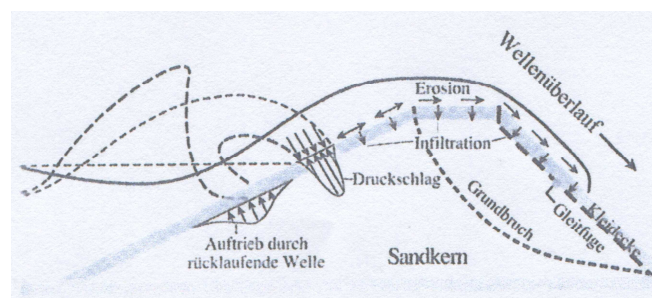 Wellenüberlauf
Erosion
Infiltration
Druckschlag
Auftrieb durch
rücklaufende Welle
Sandkern
Grundbruch
Gleitfuge
Kleidecke